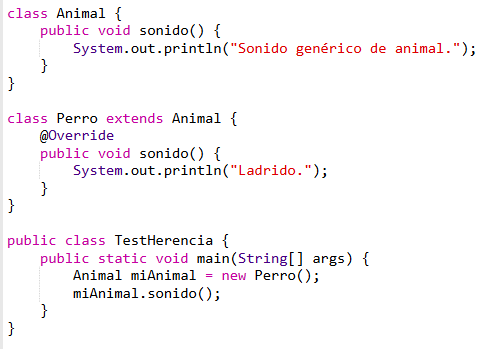 class Animal {
    public void sonido() {
        System.out.println("Sonido genérico de animal.");
    }
}

class Perro extends Animal {
    @Override
    public void sonido() {
        System.out.println("Ladrido.");
    }
}

public class TestHerencia {
    public static void main(String[] args) {
        Animal miAnimal = new Perro();
        miAnimal.sonido();
    }
}